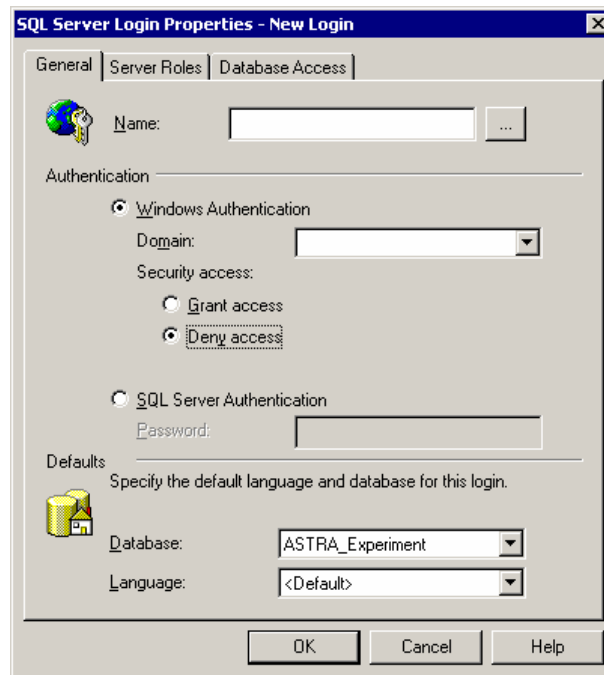 SQL Server Login Properties - New Login
General Server Roles Database Access
Name: ...
Authentication
Windows Authentication
Domain:
Security access:
Grant access
Deny access
SQL Server Authentication
Password:
Defaults
Specify the default language and database for this login.
Database: ASTRA_Experiment
Language: <Default>
OK Cancel Help